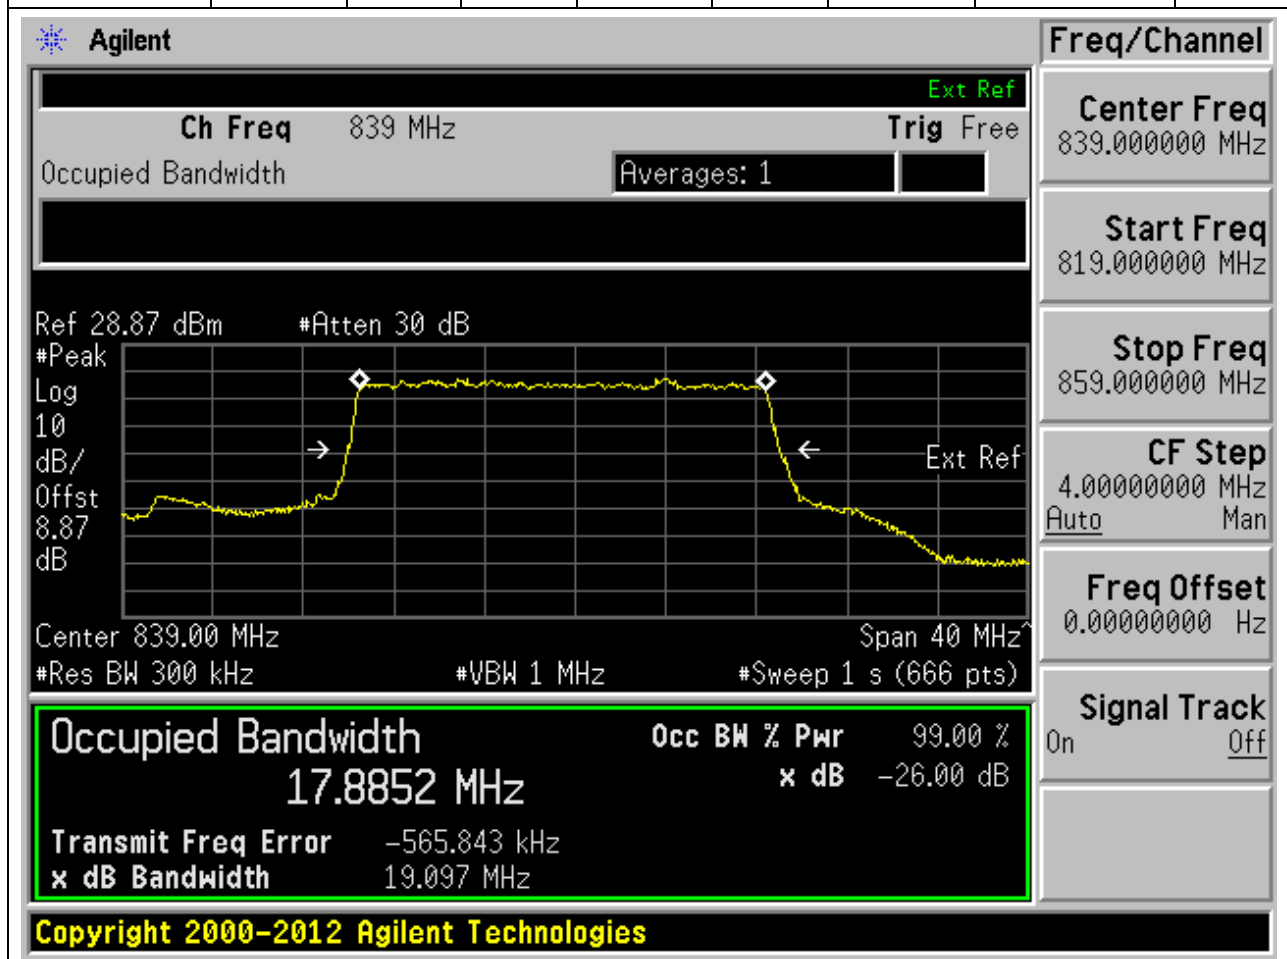 Agilent
Freq/Channel
Ext Ref
Ch Freq 839 MHz Trig Free
Occupied Bandwidth Averages: 1
Center Freq
839.000000 MHz
Start Freq
819.000000 MHz
Stop Freq
859.000000 MHz
CF Step
4.00000000 MHz
Auto Man
Freq Offset
0.00000000 Hz
Signal Track
On Off
Ref 28.87 dBm #Atten 30 dB
#Peak
Log
10
dB/
Offst
8.87
dB
Ext Ref
Center 839.00 MHz Span 40 MHz^
#Res BW 300 kHz #VBW 1 MHz #Sweep 1 s (666 pts)
Occupied Bandwidth Occ BW % Pwr 99.00 %
17.8852 MHz x dB -26.00 dB
Transmit Freq Error -565.843 kHz
x dB Bandwidth 19.097 MHz
Copyright 2000-2012 Agilent Technologies